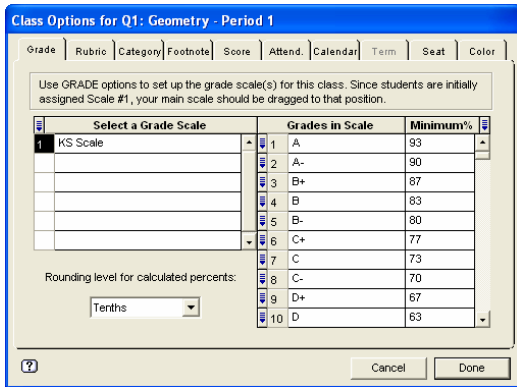 Class Options for Q1: Geometry - Period 1
Grade Rubric Category Footnote Score Attend. Calendar Term Seat Color
Use GRADE options to set up the grade scale(s) for this class. Since students are initially
assigned Scale #1, your main scale should be dragged to that position.
Select a Grade Scale Grades in Scale Minimum%
1 KS Scale 1 A 93
2 A- 90
3 B+ 87
4 B 83
5 B- 80
6 C+ 77
7 C 73
8 C- 70
9 D+ 67
10 D 63
Rounding level for calculated percents:
Tenths
? Cancel Done